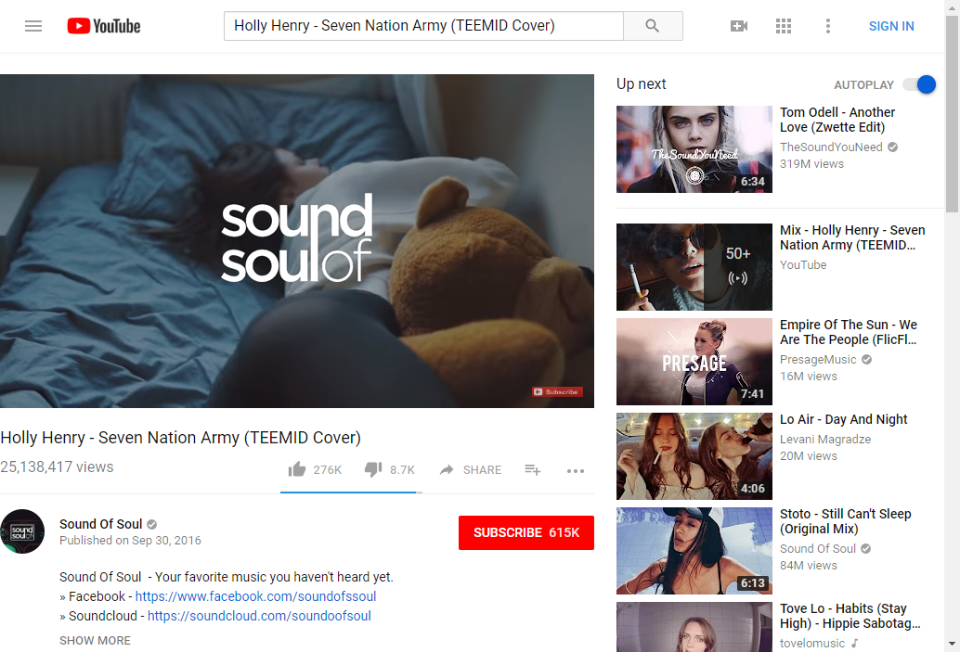 YouTube
Holly Henry - Seven Nation Army (TEEMID Cover)
SIGN IN
sound
soul of
Subscribe
Holly Henry - Seven Nation Army (TEEMID Cover)
25,138,417 views
276K
8.7K
SHARE
sound
soul of
Sound Of Soul
Published on Sep 30, 2016
SUBSCRIBE 615K
Sound Of Soul - Your favorite music you haven't heard yet.
» Facebook - https://www.facebook.com/soundofssoul
» Soundcloud - https://soundcloud.com/soundoofsoul
SHOW MORE
Up next
AUTOPLAY
TheSoundYouNeed
6:34
Tom Odell - Another
Love (Zwette Edit)
TheSoundYouNeed
319M views
50+
Mix - Holly Henry - Seven
Nation Army (TEEMID...
YouTube
PRESAGE
7:41
Empire Of The Sun - We
Are The People (FlicFl...
PresageMusic
16M views
4:06
Lo Air - Day And Night
Levani Magradze
20M views
6:13
Stoto - Still Can't Sleep
(Original Mix)
Sound Of Soul
84M views
Tove Lo - Habits (Stay
High) - Hippie Sabotag...
tovelomusic